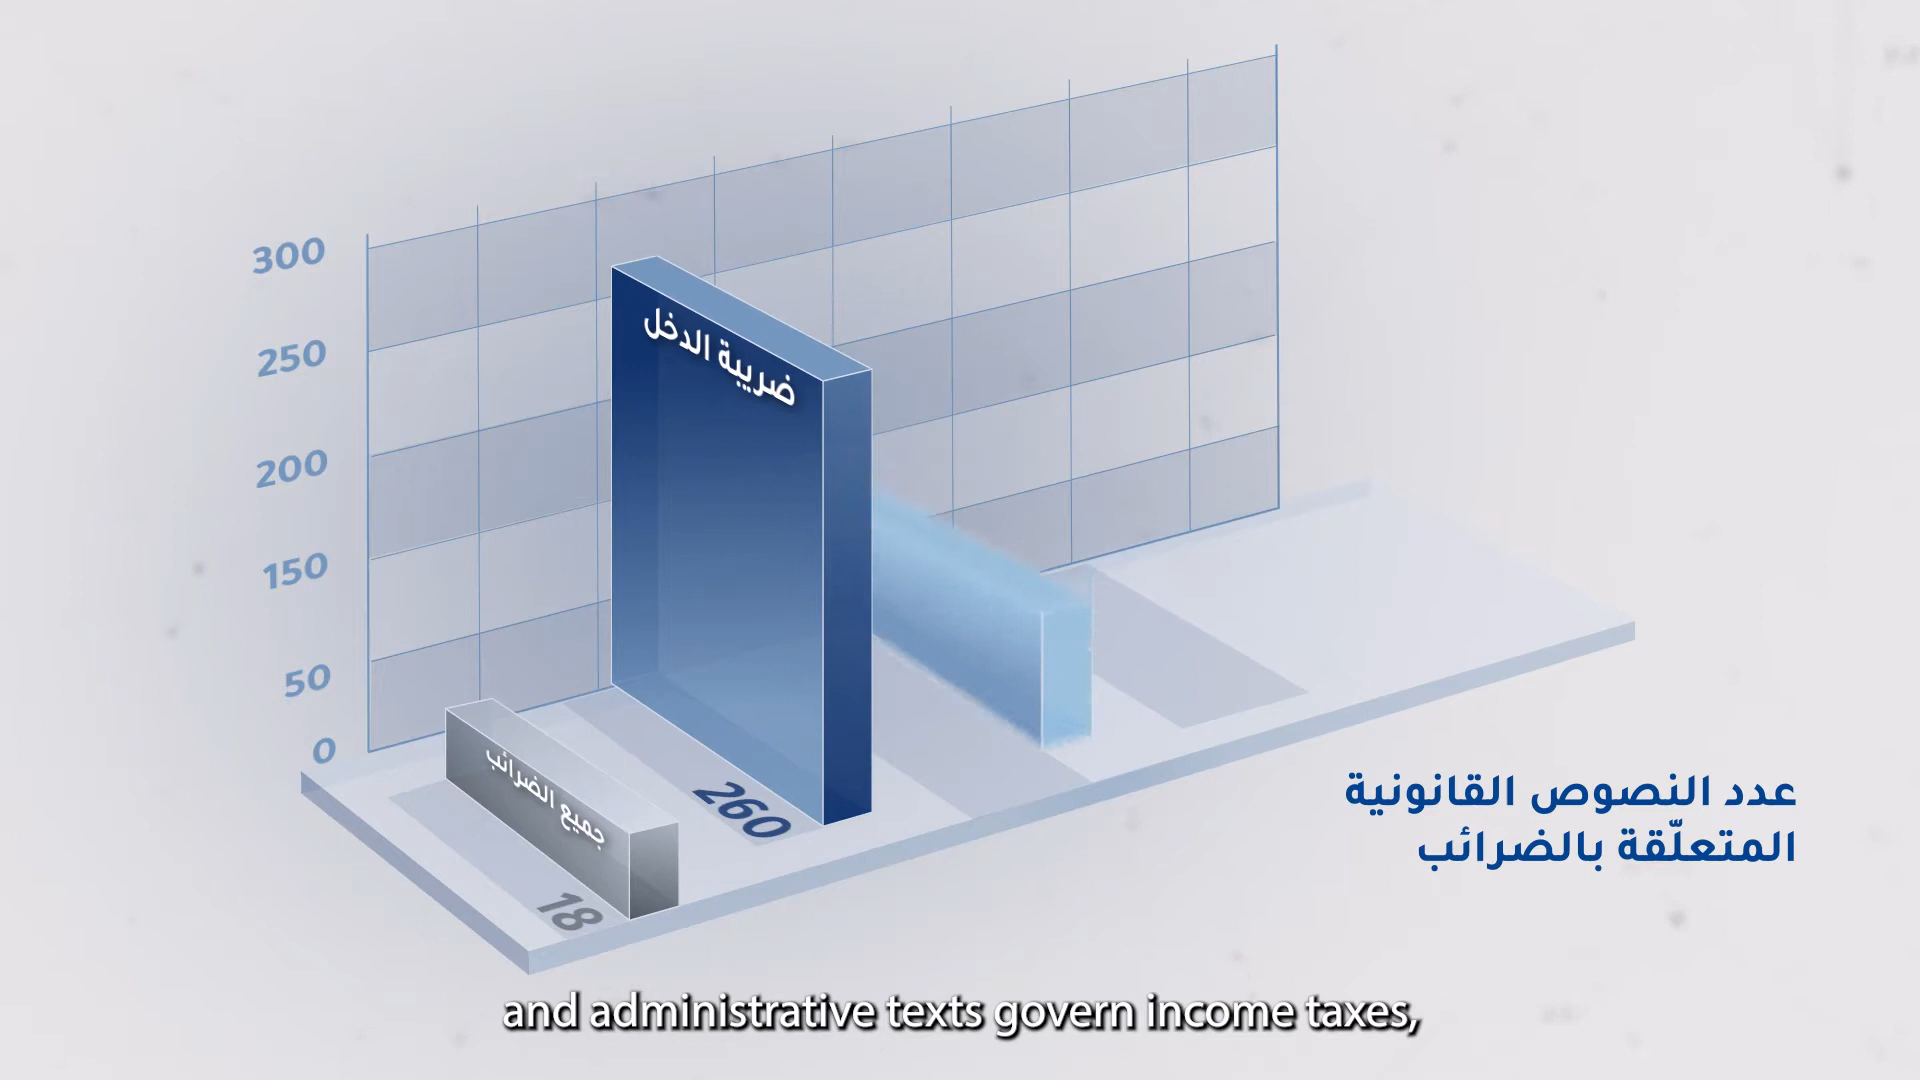 300
250
200
150
50
0
ضريبة الدخل
260
جميع الضرائب
18
عدد النصوص القانونية
المتعلّقة بالضرائب
and administrative texts govern income taxes,